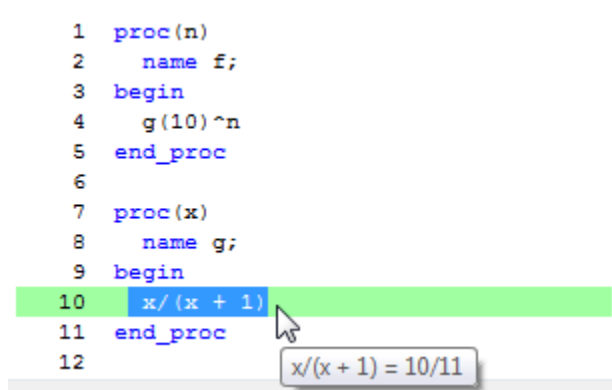 1 proc(n)
2 name f;
3 begin
4 g(10)^n
5 end_proc
6
7 proc(x)
8 name g;
9 begin
10 x/(x + 1)
11 end_proc
12
x/(x + 1) = 10/11